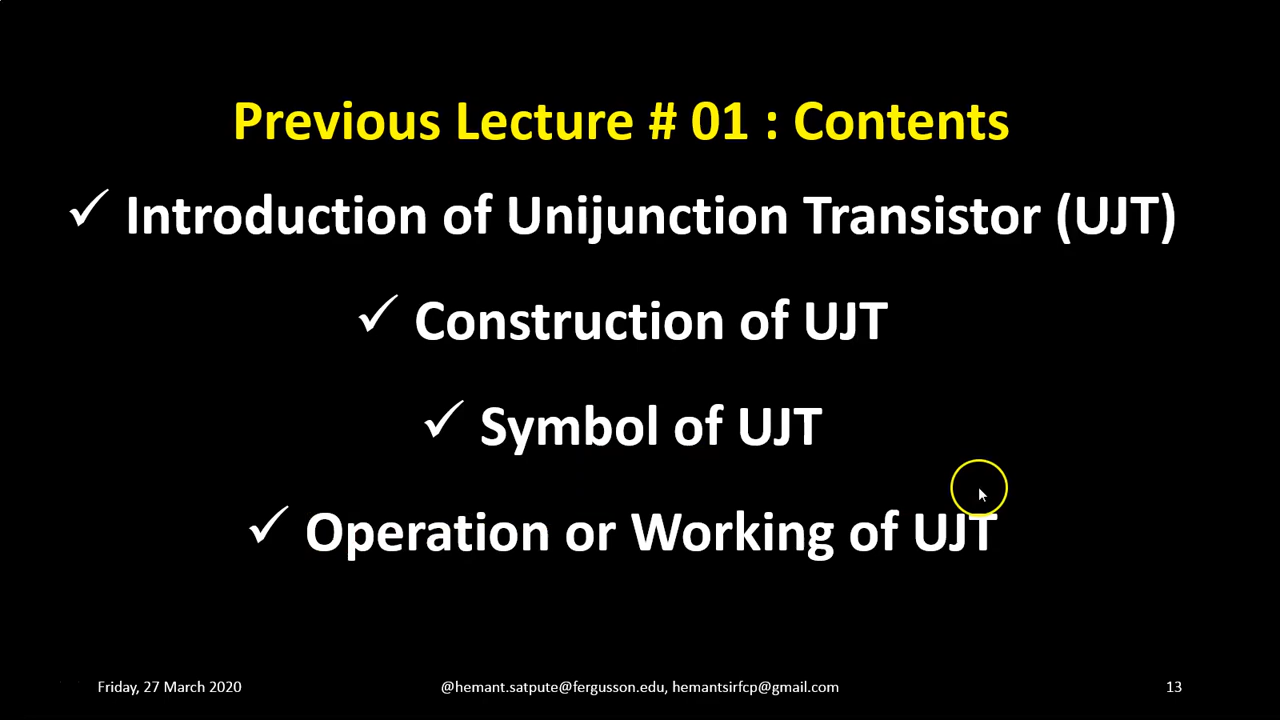 Previous Lecture # 01 : Contents
✓ Introduction of Unijunction Transistor (UJT)
✓ Construction of UJT
✓ Symbol of UJT
✓ Operation or Working of UJT
Friday, 27 March 2020 @hemant.satpute@fergusson.edu, hemantsirfcp@gmail.com 13